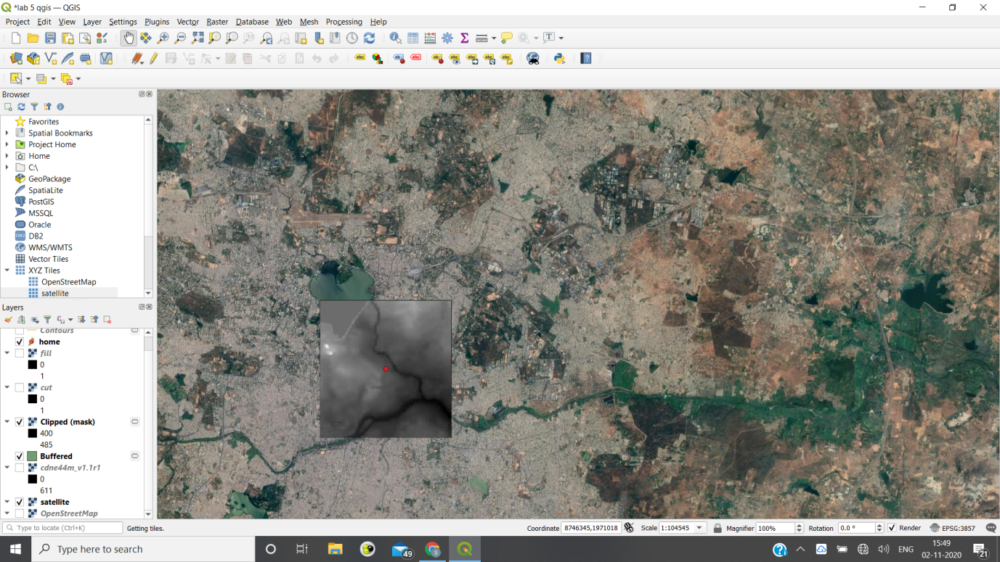 *lab 5 qgis — QGIS
Project Edit View Layer Settings Plugins Vector Raster Database Web Mesh Processing Help
Browser
Favorites
Spatial Bookmarks
Project Home
Home
C:\
GeoPackage
SpatiaLite
PostGIS
MSSQL
Oracle
DB2
WMS/WMTS
Vector Tiles
XYZ Tiles
OpenStreetMap
satellite
Layers
Contours
home
fill
0
1
cut
0
1
Clipped (mask)
400
485
Buffered
cdne44m_v1.1r1
0
611
satellite
OpenStreetMap
Type to locate (Ctrl+K) Getting tiles. Coordinate 8746345,1971018 Scale 1:104545 Magnifier 100% Rotation 0.0 ° Render EPSG:3857
Type here to search 49 ENG 15:49
02-11-2020 21